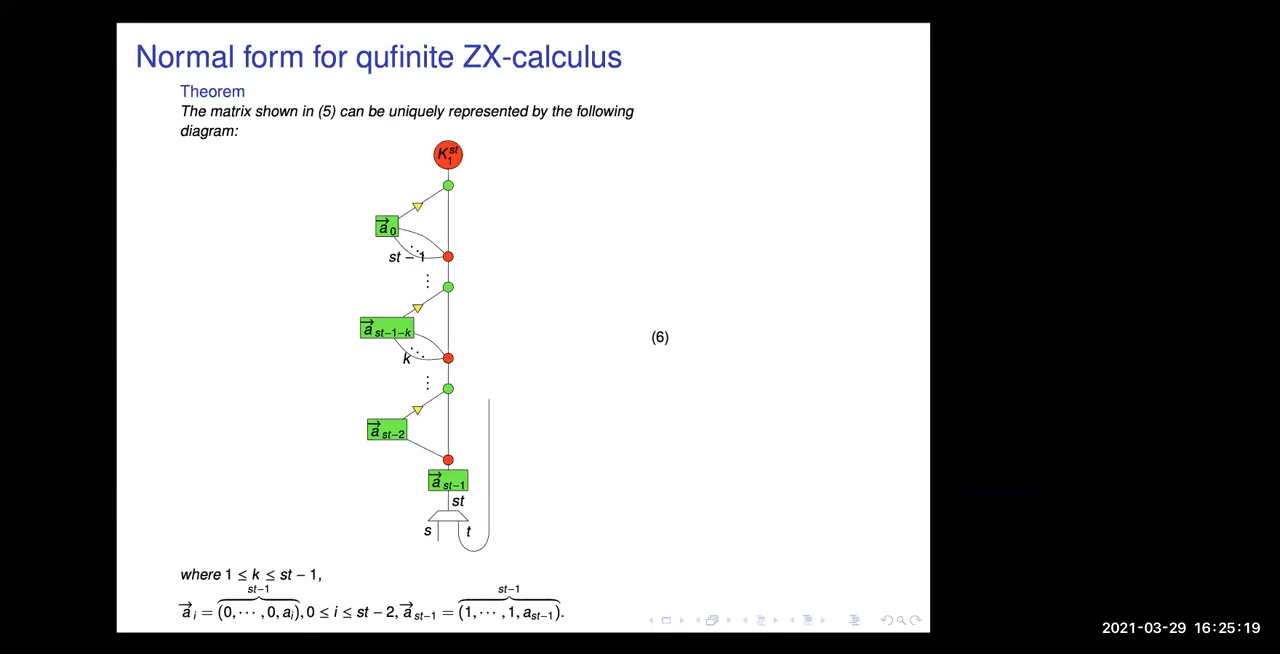 Normal form for qufinite ZX-calculus
Theorem
The matrix shown in (5) can be uniquely represented by the following
diagram:
K₁ˢᵗ
a⃗₀
st − 1
⋮
a⃗ₛₜ₋₁₋ₖ
(6)
k
⋮
a⃗ₛₜ₋₂
a⃗ₛₜ₋₁
st
s t
where 1 ≤ k ≤ st − 1,
st−1 st−1
a⃗ᵢ = (0, ⋯ , 0, aᵢ), 0 ≤ i ≤ st − 2, a⃗ₛₜ₋₁ = (1, ⋯ , 1, aₛₜ₋₁).
2021-03-29 16:25:19